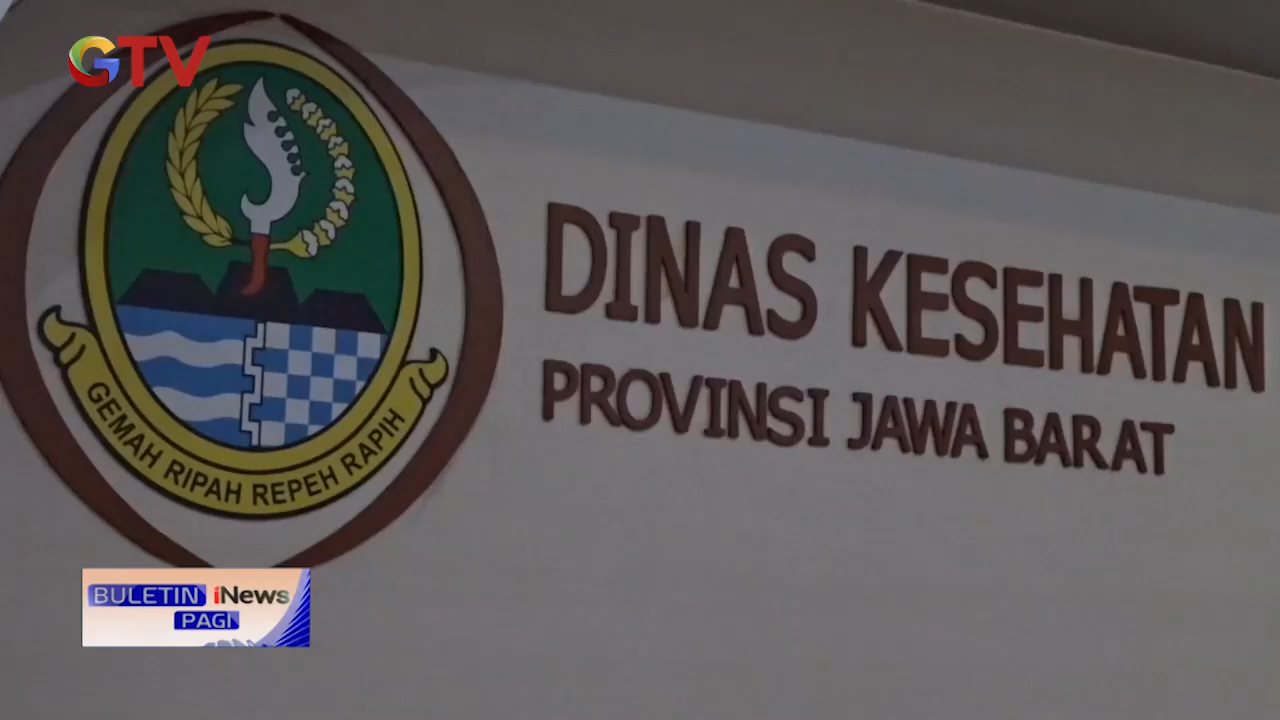 GTV
DINAS KESEHATAN
PROVINSI JAWA BARAT
GEMAH RIPAH REPEH RAPIH
BULETIN iNews
PAGI